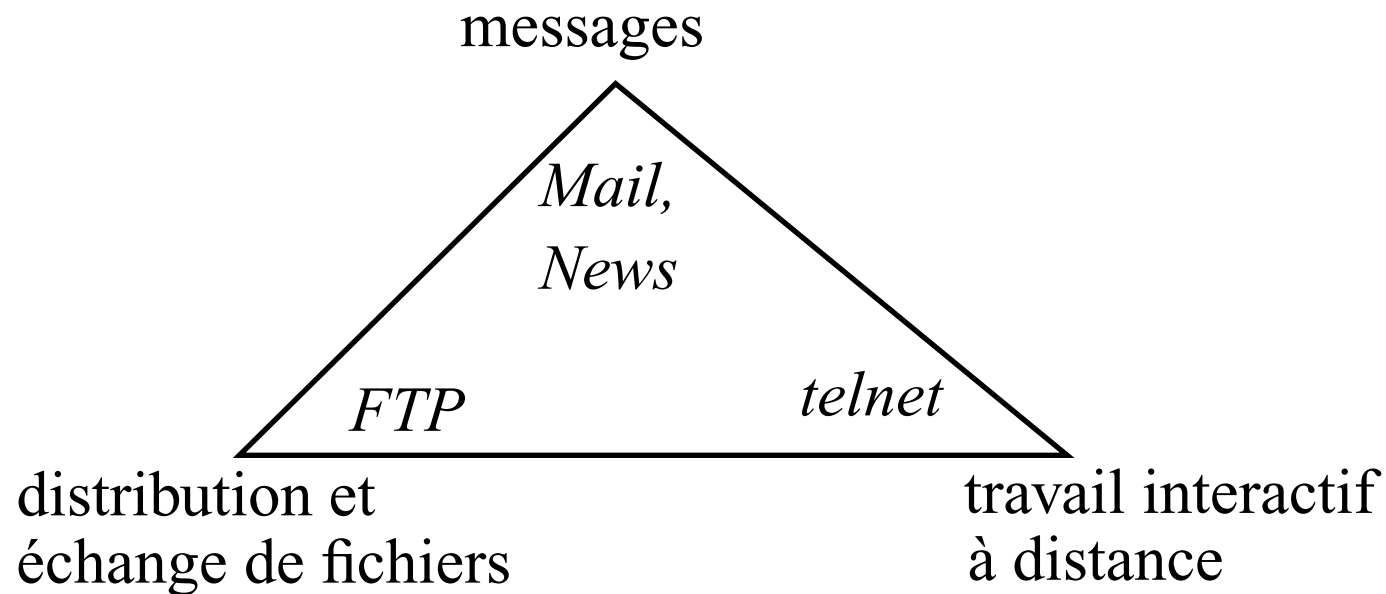 messages
Mail,
News
FTP
telnet
distribution et
échange de fichiers
travail interactif
à distance